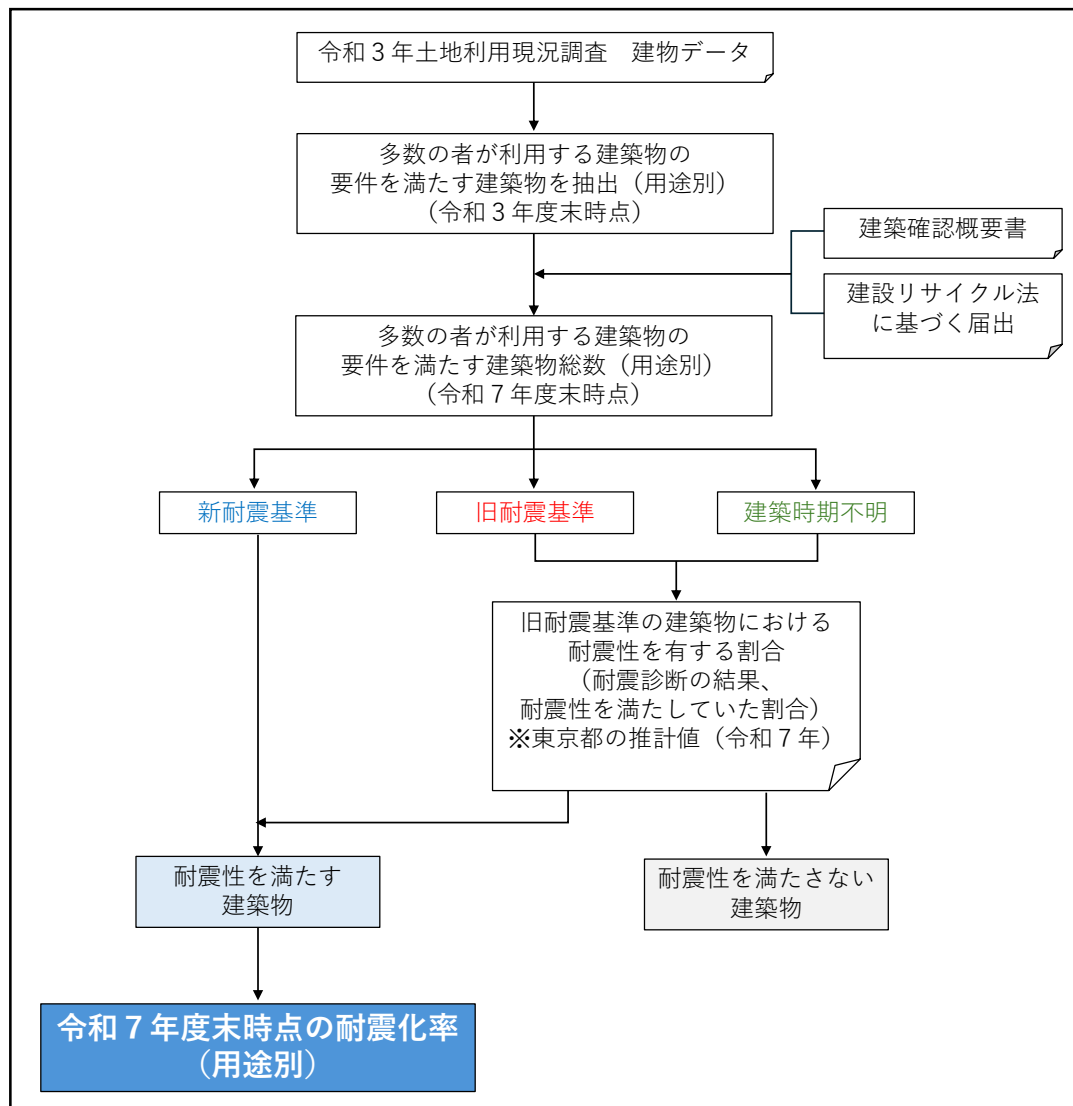 令和３年土地利用現況調査　建物データ
多数の者が利用する建築物の
要件を満たす建築物を抽出（用途別）
（令和３年度末時点）
建築確認概要書
建設リサイクル法
に基づく届出
多数の者が利用する建築物の
要件を満たす建築物総数（用途別）
（令和７年度末時点）
新耐震基準
旧耐震基準
建築時期不明
旧耐震基準の建築物における
耐震性を有する割合
（耐震診断の結果、
耐震性を満たしていた割合）
※東京都の推計値（令和７年）
耐震性を満たす
建築物
耐震性を満たさない
建築物
令和７年度末時点の耐震化率
（用途別）